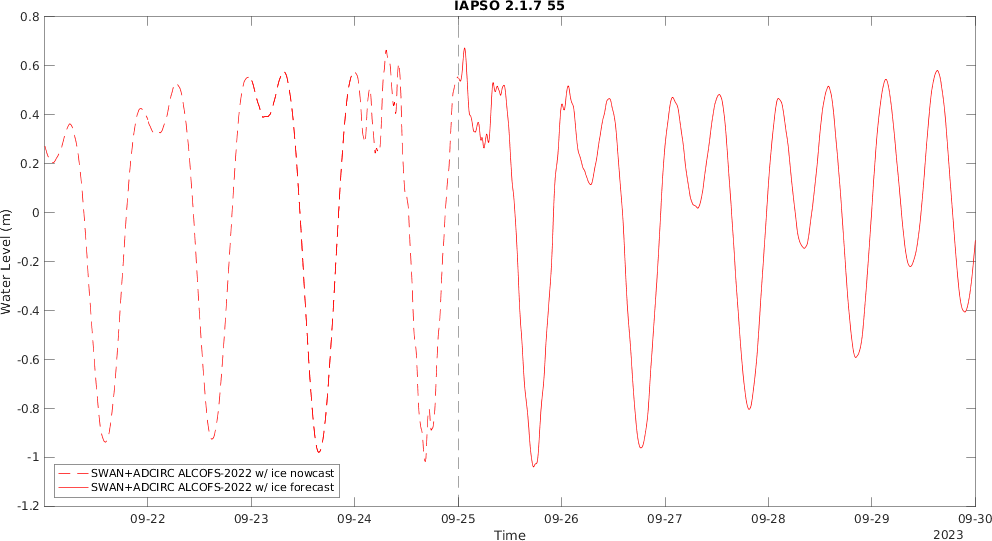 IAPSO 2.1.7 55
0.8
0.6
0.4
0.2
0
-0.2
-0.4
-0.6
-0.8
-1
-1.2
Water Level (m)
SWAN+ADCIRC ALCOFS-2022 w/ ice nowcast
SWAN+ADCIRC ALCOFS-2022 w/ ice forecast
09-22 09-23 09-24 09-25 09-26 09-27 09-28 09-29 09-30
Time
2023